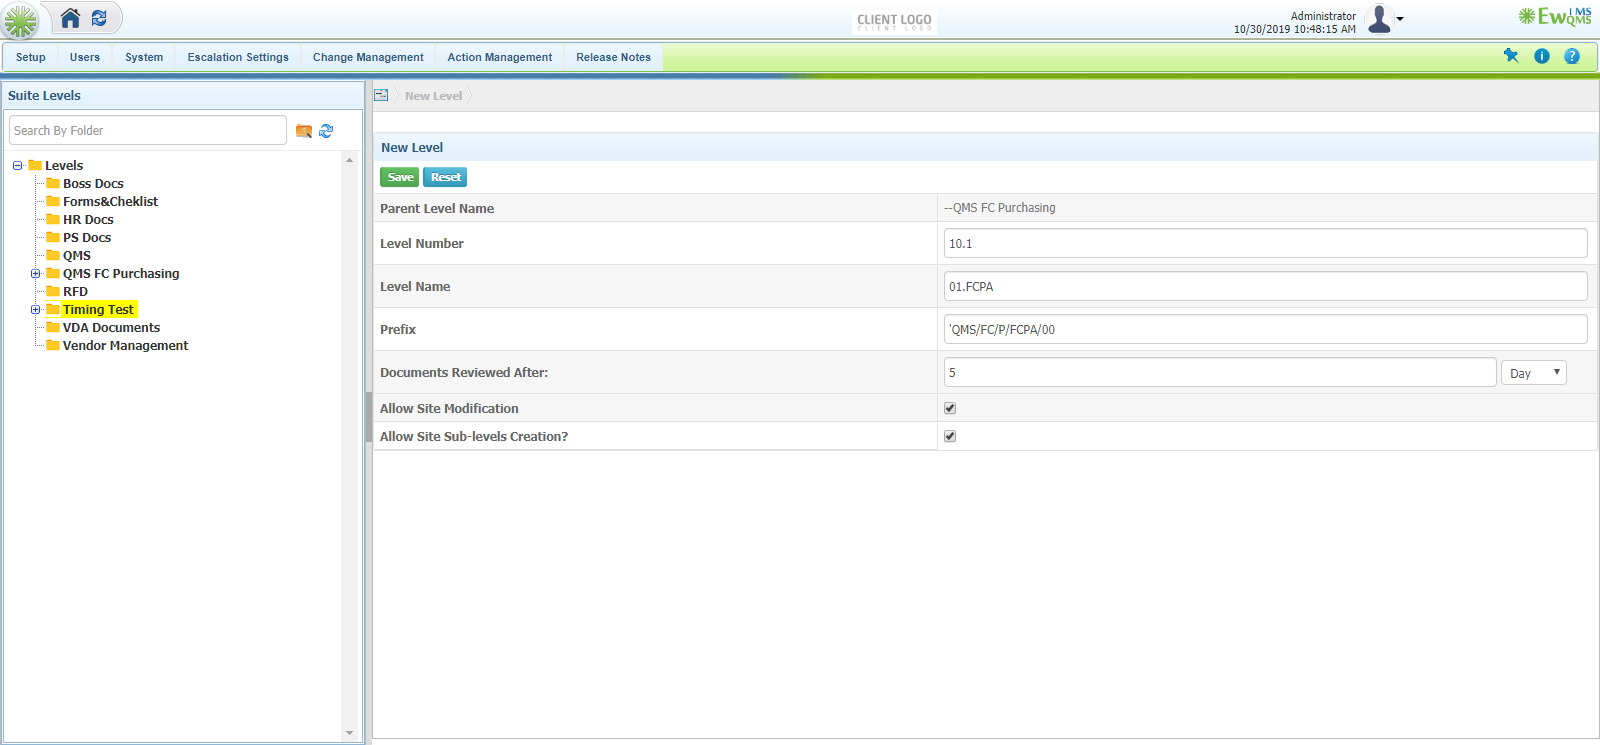 CLIENT LOGO
CLIENT LOGO
Administrator
10/30/2019 10:48:15 AM
EwQMS
IMS
Setup Users System Escalation Settings Change Management Action Management Release Notes
Suite Levels
Search By Folder
Levels
Boss Docs
Forms&Cheklist
HR Docs
PS Docs
QMS
QMS FC Purchasing
RFD
Timing Test
VDA Documents
Vendor Management
New Level
New Level
Save Reset
Parent Level Name --QMS FC Purchasing
Level Number 10.1
Level Name 01.FCPA
Prefix 'QMS/FC/P/FCPA/00
Documents Reviewed After: 5 Day
Allow Site Modification
Allow Site Sub-levels Creation?